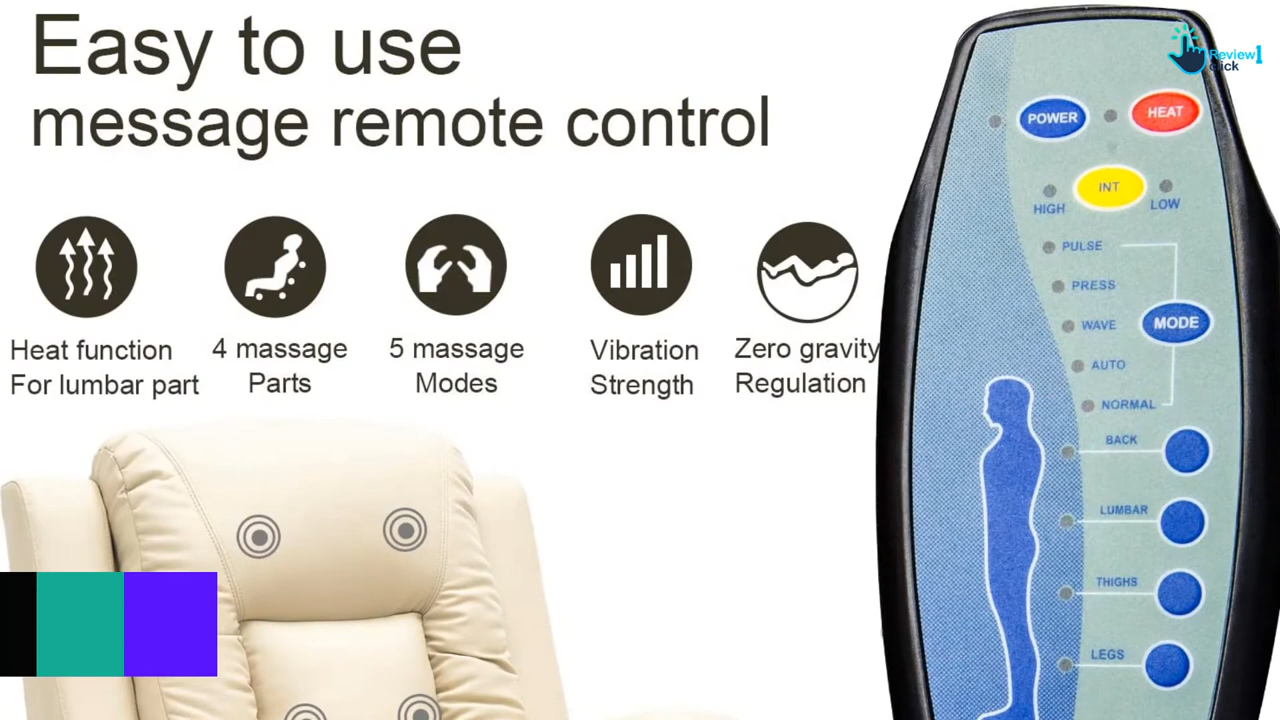 Easy to use
message remote control
Heat function
For lumbar part
4 massage
Parts
5 massage
Modes
Vibration
Strength
Zero gravity
Regulation
Review1
Click
POWER
HEAT
INT
HIGH
LOW
PULSE
PRESS
WAVE
MODE
AUTO
NORMAL
BACK
LUMBAR
THIGHS
LEGS